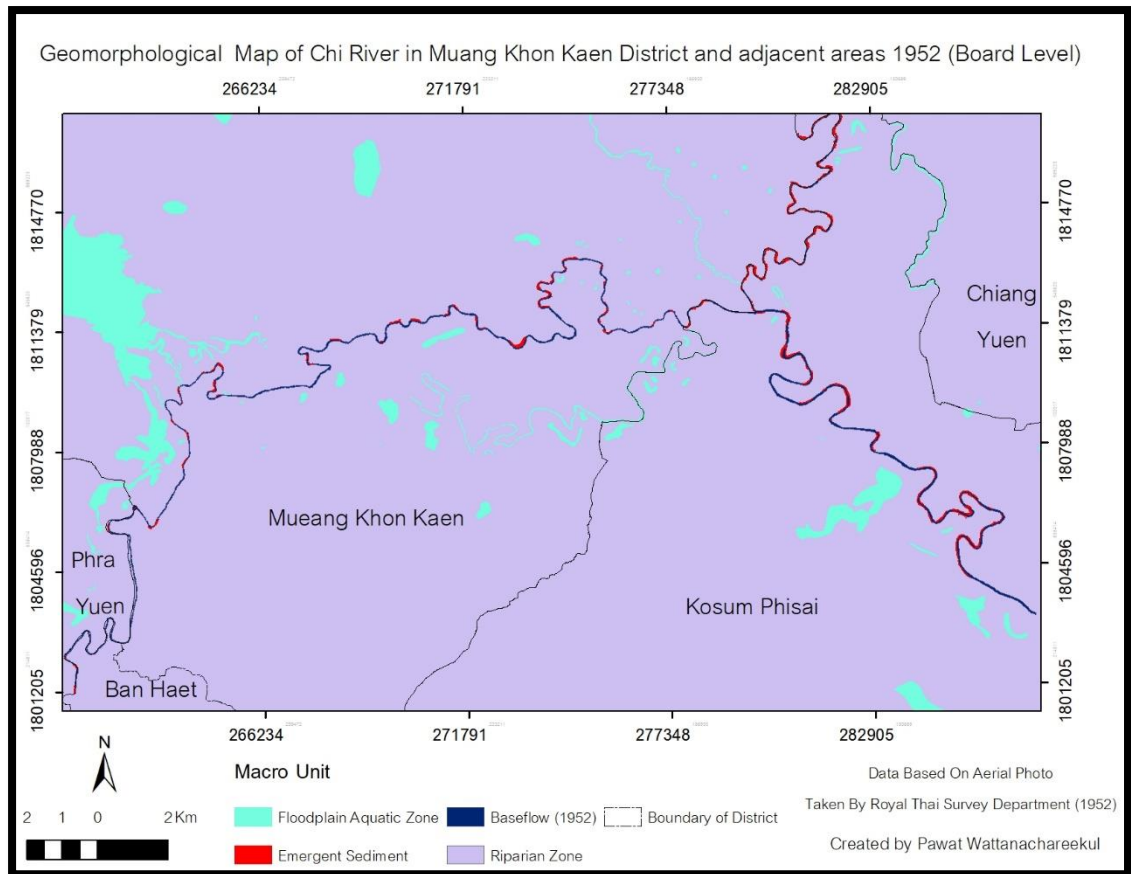 Geomorphological Map of Chi River in Muang Khon Kaen District and adjacent areas 1952 (Board Level)
266234 271791 277348 282905
1814770
1811379
1807988
1804596
1801205
1814770
1811379
1807988
1804596
1801205
Chiang
Yuen
Mueang Khon Kaen
Phra
Yuen
Kosum Phisai
Ban Haet
266234 271791 277348 282905
N
2 1 0 2 Km
Macro Unit
Floodplain Aquatic Zone
Baseflow (1952)
Boundary of District
Emergent Sediment
Riparian Zone
Data Based On Aerial Photo
Taken By Royal Thai Survey Department (1952)
Created by Pawat Wattanachareekul